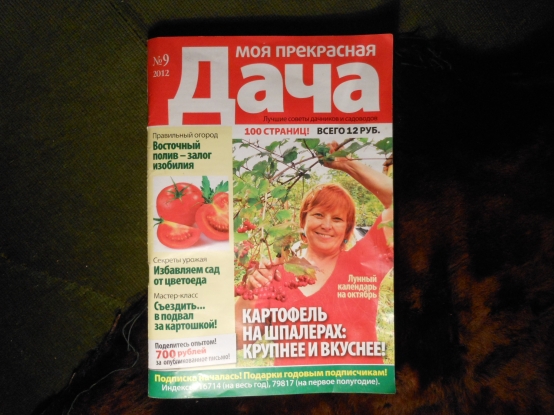 МОЯ ПРЕКРАСНАЯ
№9
2012
Дача
Лучшие советы дачников и садоводов
100 СТРАНИЦ! ВСЕГО 12 РУБ.
Правильный огород
Восточный
полив – залог
изобилия
Секреты урожая
Избавляем сад
от цветоеда
Мастер-класс
Съездить...
в подвал
за картошкой!
Поделитесь опытом!
700 рублей
за опубликованное письмо!
Лунный
календарь
на октябрь
КАРТОФЕЛЬ
НА ШПАЛЕРАХ:
КРУПНЕЕ И ВКУСНЕЕ!
Подписка началась! Подарки годовым подписчикам!
(на весь год), 79817 (на первое полугодие).